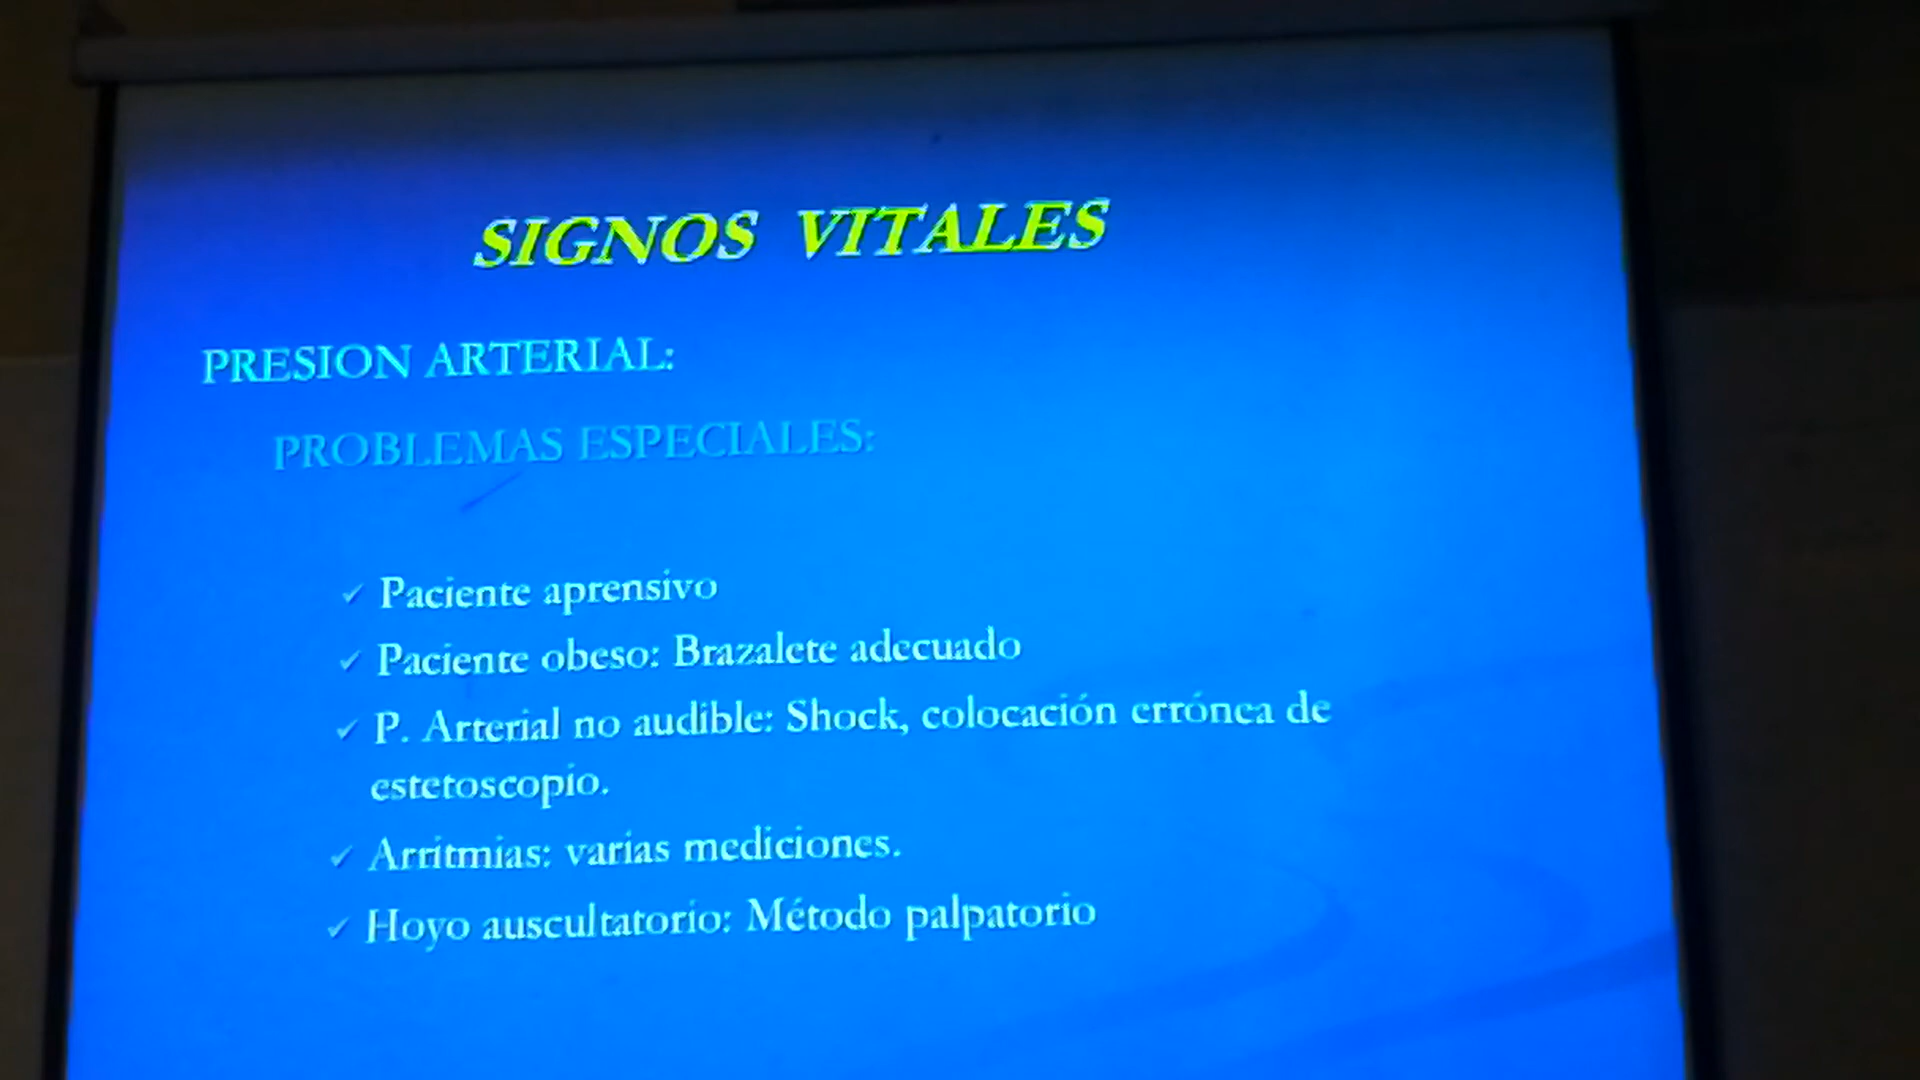 SIGNOS VITALES
PRESION ARTERIAL:
PROBLEMAS ESPECIALES:
✓ Paciente aprensivo
✓ Paciente obeso: Brazalete adecuado
✓ P. Arterial no audible: Shock, colocación errónea de
estetoscopio.
✓ Arritmias: varias mediciones.
✓ Hoyo auscultatorio: Método palpatorio